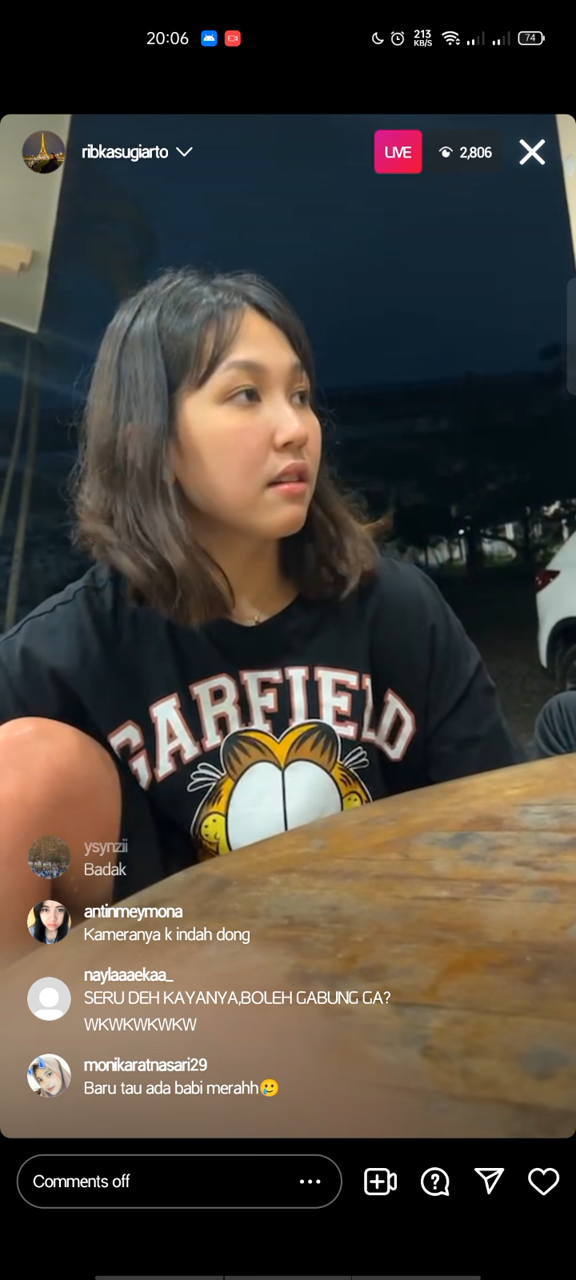 20:06
213
KB/S
74
ribkasugiarto
LIVE
2,806
GARFIELD
ysynzii
Badak
antinmeymona
Kameranya k indah dong
naylaaaekaa_
SERU DEH KAYANYA,BOLEH GABUNG GA?
WKWKWKWKW
monikaratnasari29
Baru tau ada babi merahh🥲
Comments off